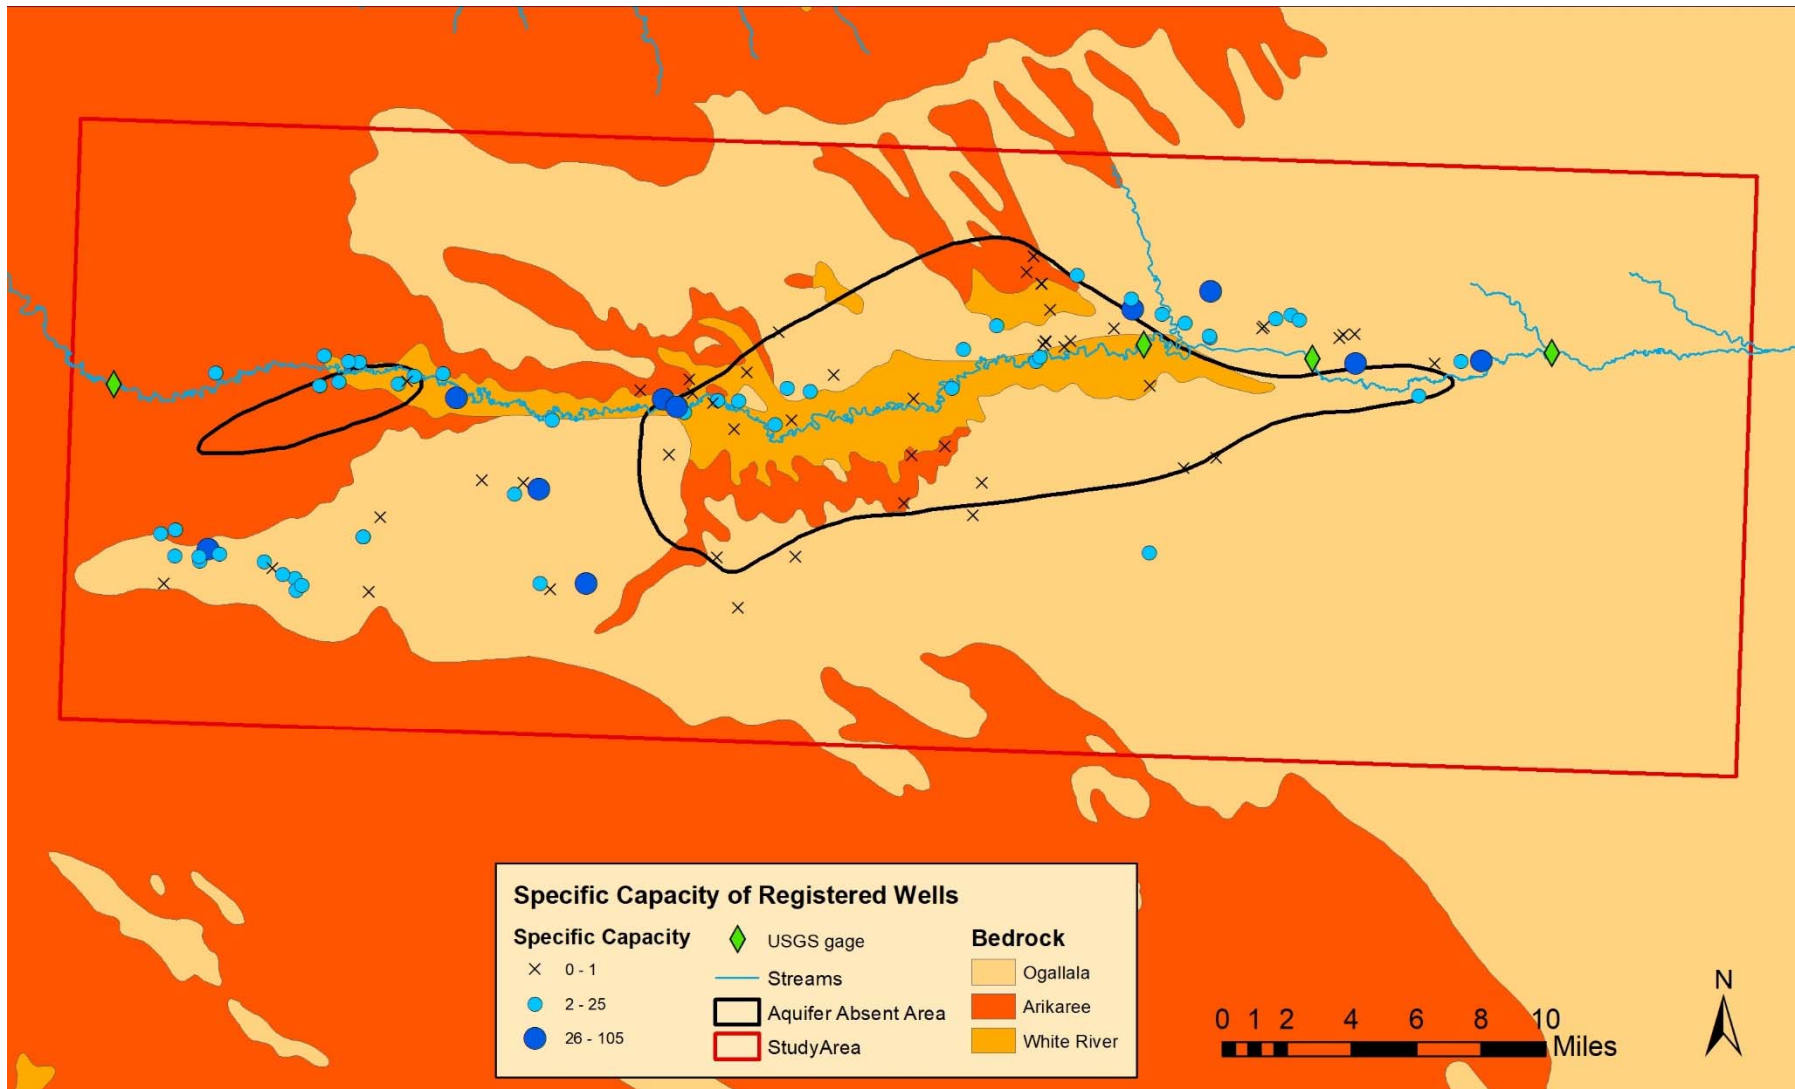 Specific Capacity of Registered Wells
Specific Capacity
0 - 1
2 - 25
26 - 105
USGS gage
Streams
Aquifer Absent Area
StudyArea
Bedrock
Ogallala
Arikaree
White River
0 1 2 4 6 8 10
Miles
N